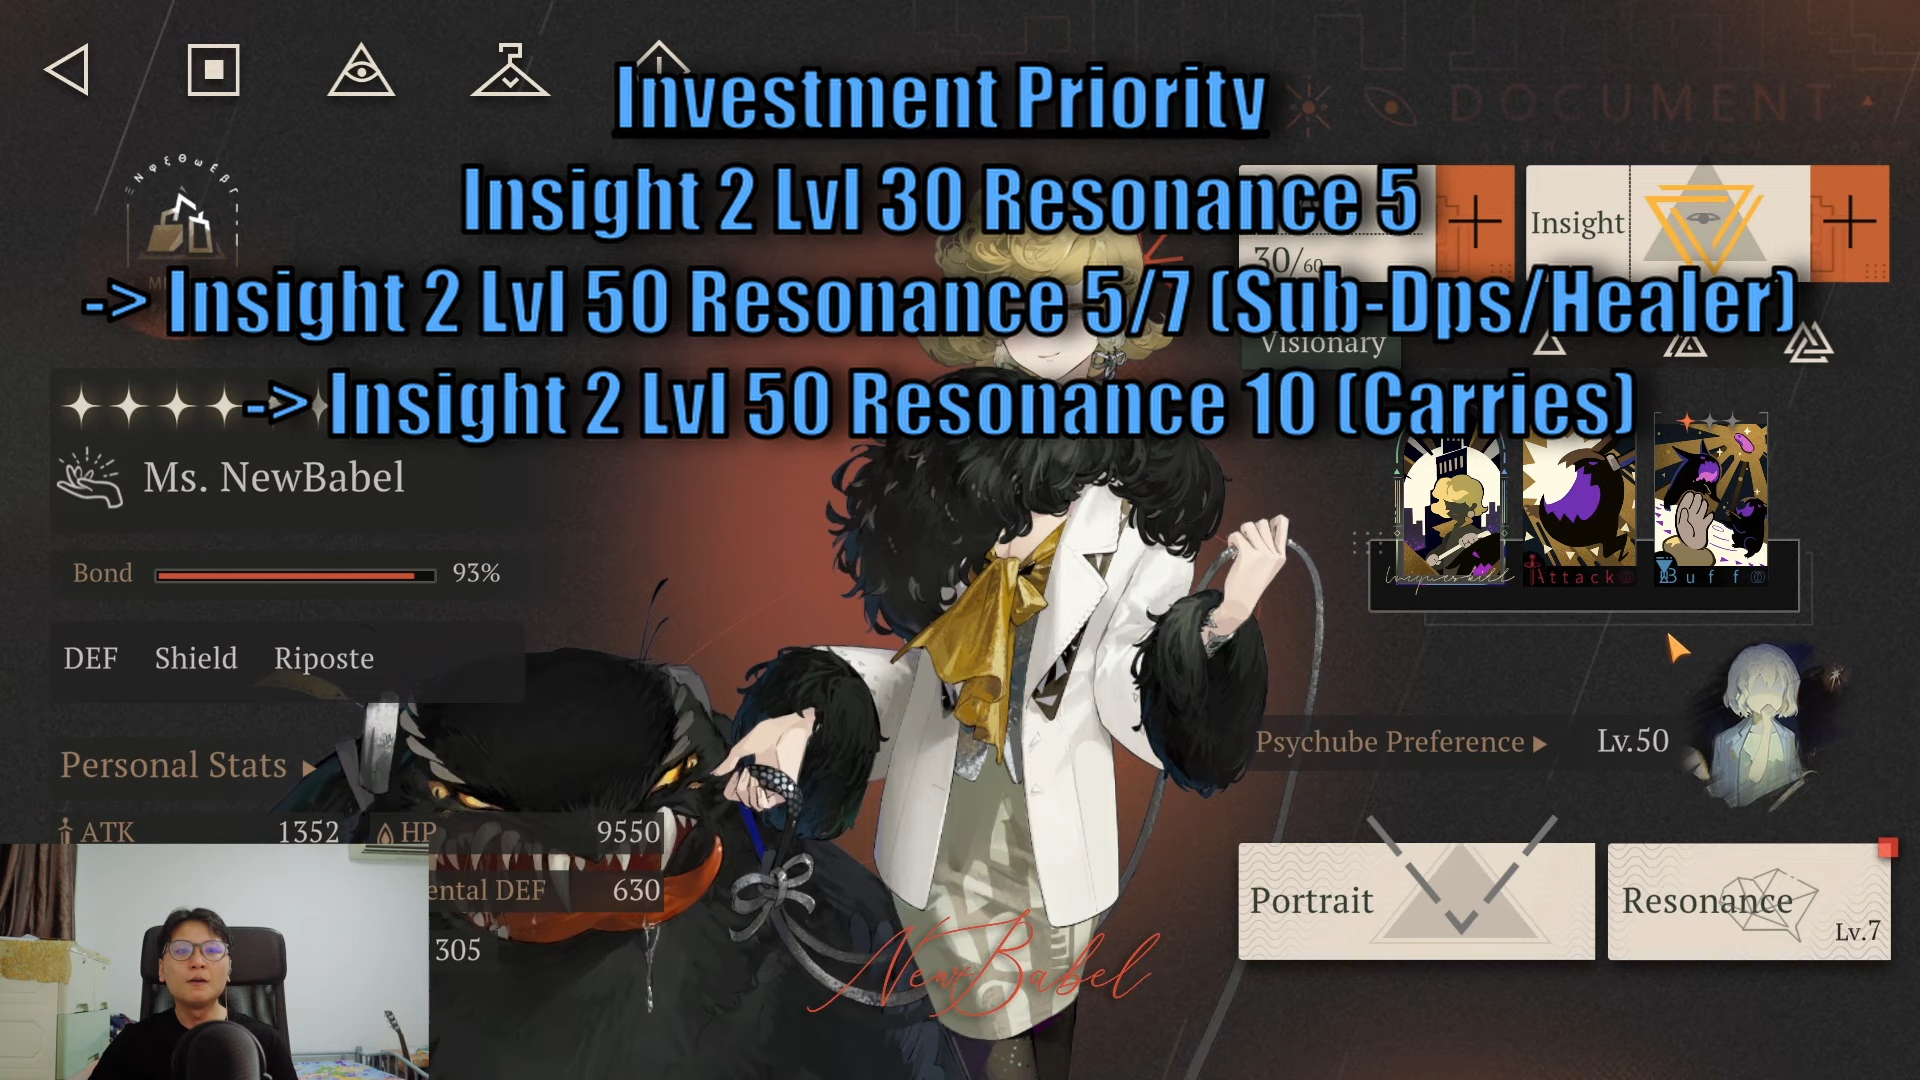 Investment Priority
Insight 2 Lvl 30 Resonance 5
-> Insight 2 Lvl 50 Resonance 5/7 (Sub-Dps/Healer)
-> Insight 2 Lvl 50 Resonance 10 (Carries)
DOCUMENT
30/60
Insight
Visionary
Ms. NewBabel
Bond 93%
DEF Shield Riposte
Attack
Buff
Personal Stats
Psychube Preference Lv.50
ATK 1352 HP 9550
ental DEF 630
305
Portrait
Resonance
Lv.7
NewBabel